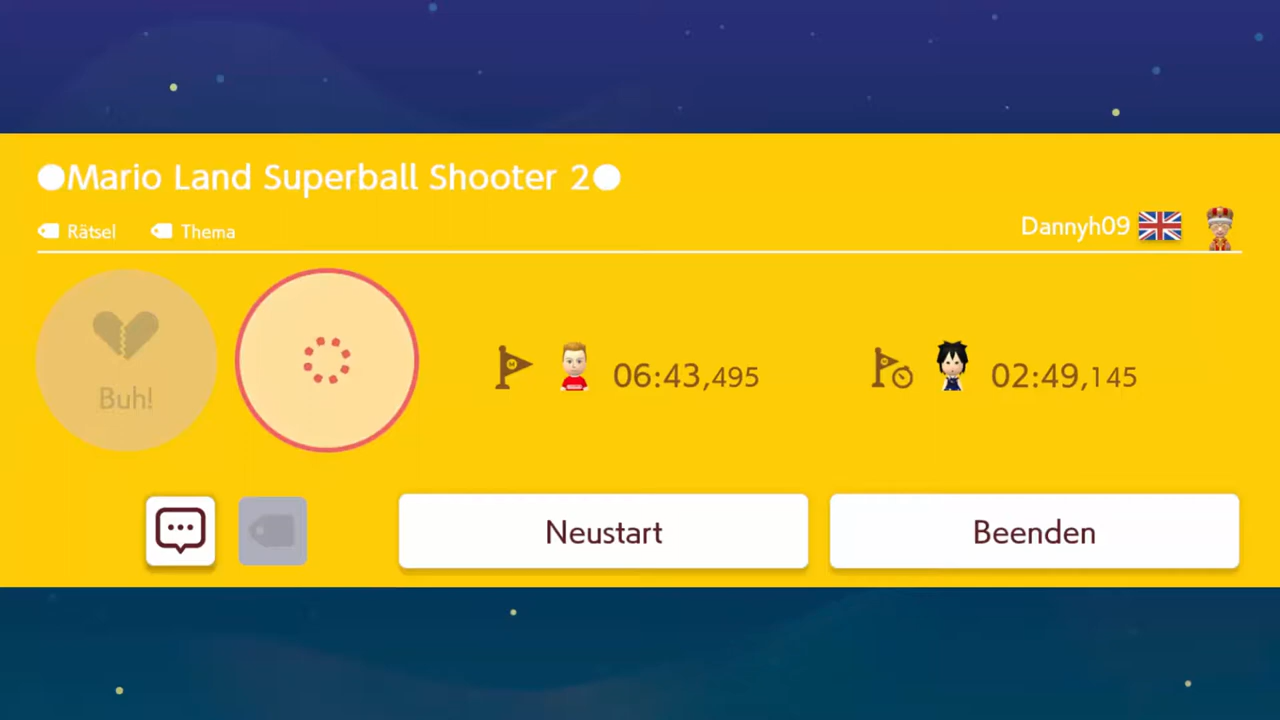 ●Mario Land Superball Shooter 2●
Rätsel Thema
Dannyh09
Buh!
06:43,495
02:49,145
Neustart
Beenden